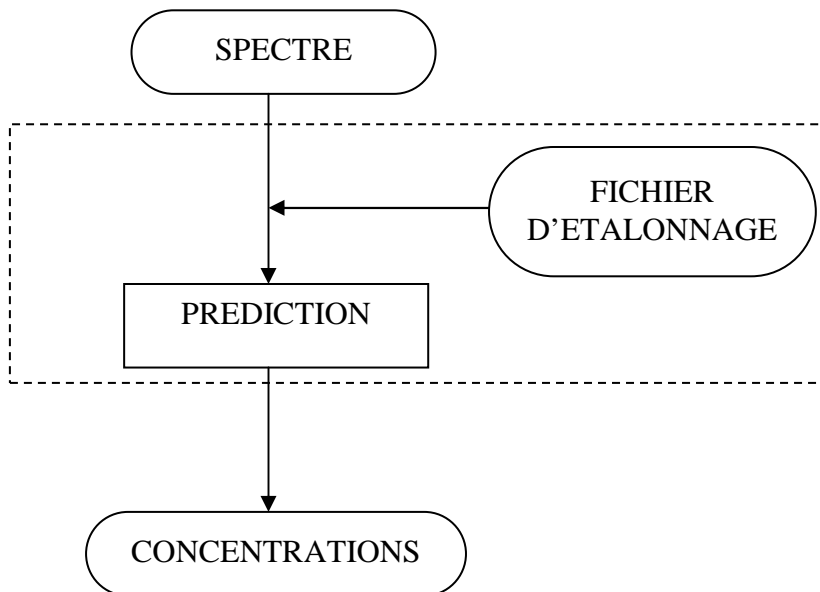 SPECTRE
FICHIER
D’ETALONNAGE
PREDICTION
CONCENTRATIONS